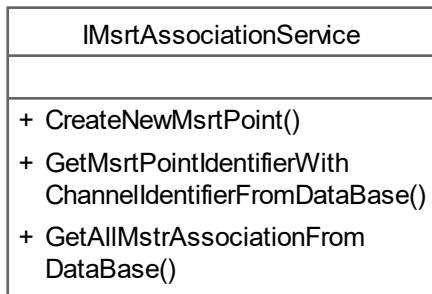 IMsrtAssociationService
+ CreateNewMsrtPoint()
+ GetMsrtPointIdentifierWith
ChannelIdentifierFromDataBase()
+ GetAllMstrAssociationFrom
DataBase()